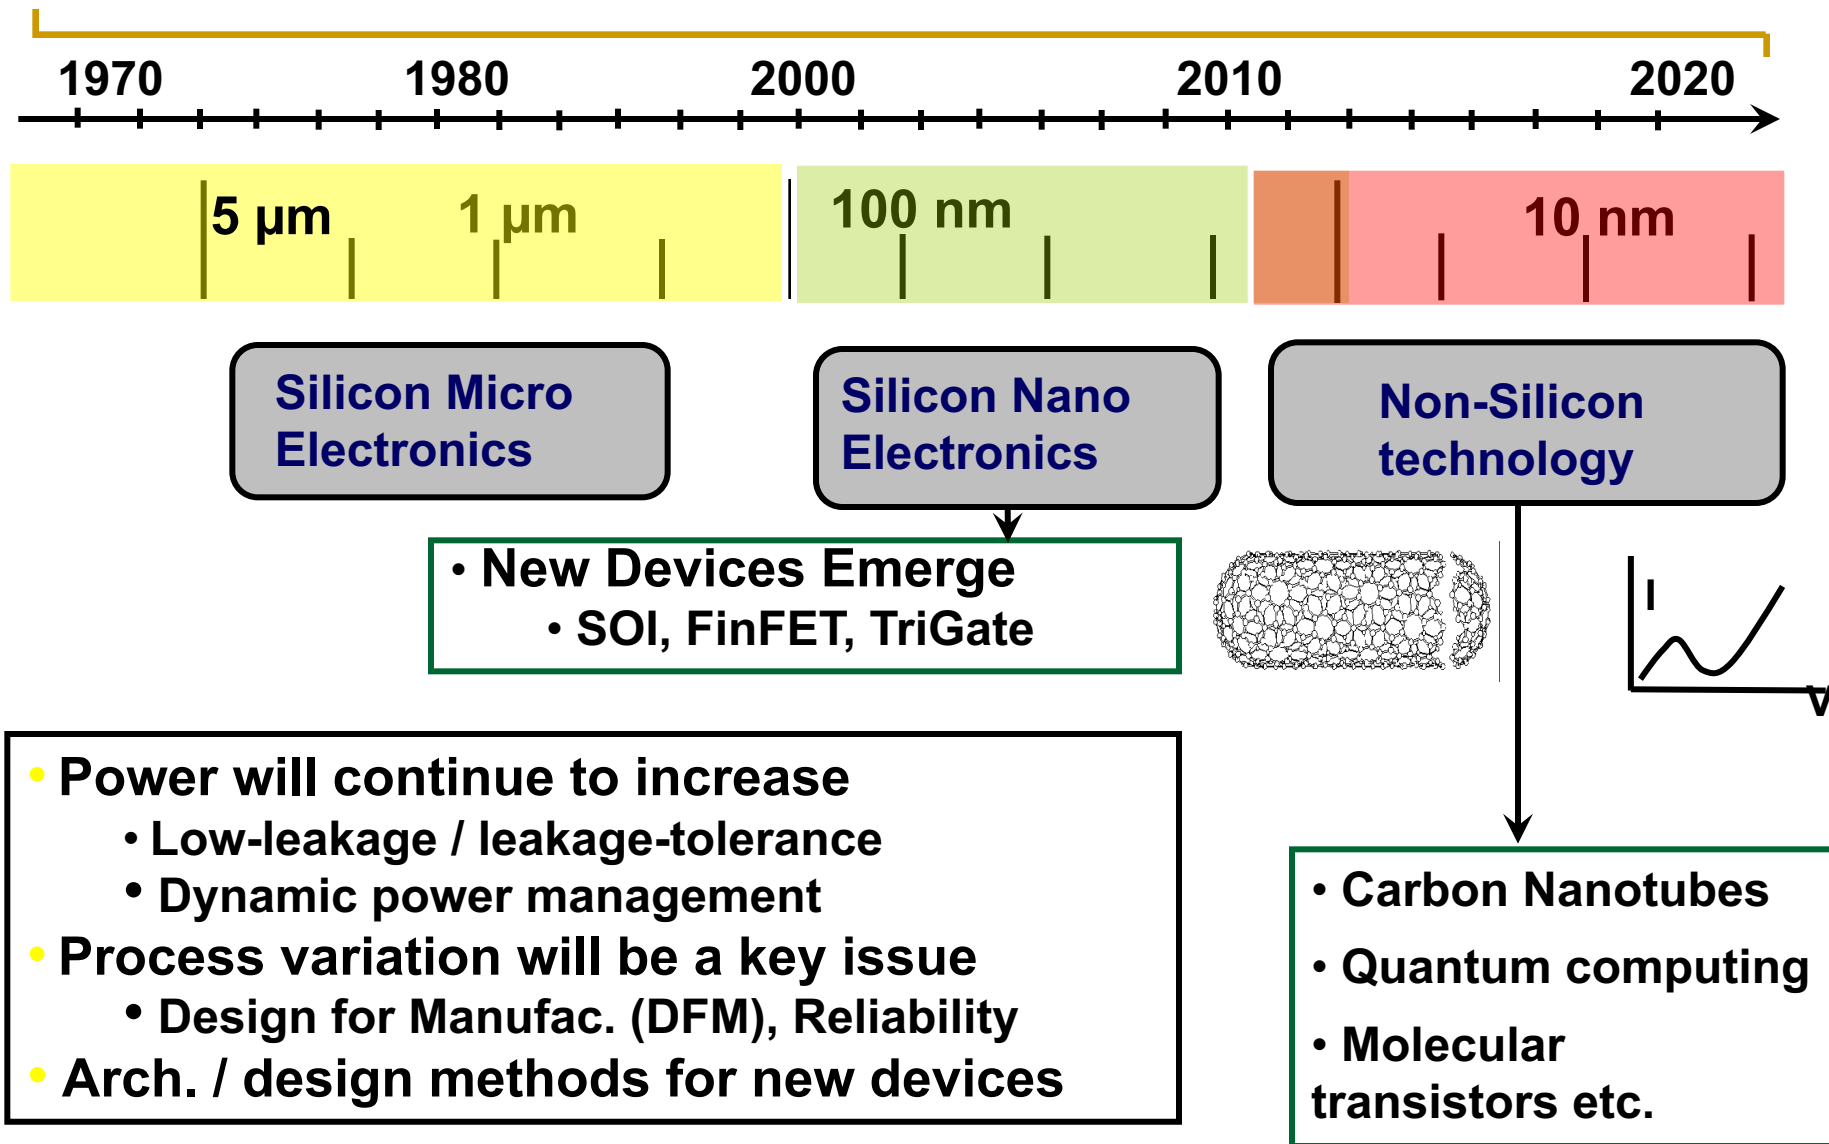 1970 1980 2000 2010 2020
5 µm 1 µm 100 nm 10 nm
Silicon Micro
Electronics
Silicon Nano
Electronics
Non-Silicon
technology
• New Devices Emerge
• SOI, FinFET, TriGate
I
V
• Power will continue to increase
• Low-leakage / leakage-tolerance
• Dynamic power management
• Process variation will be a key issue
• Design for Manufac. (DFM), Reliability
• Arch. / design methods for new devices
• Carbon Nanotubes
• Quantum computing
• Molecular
transistors etc.